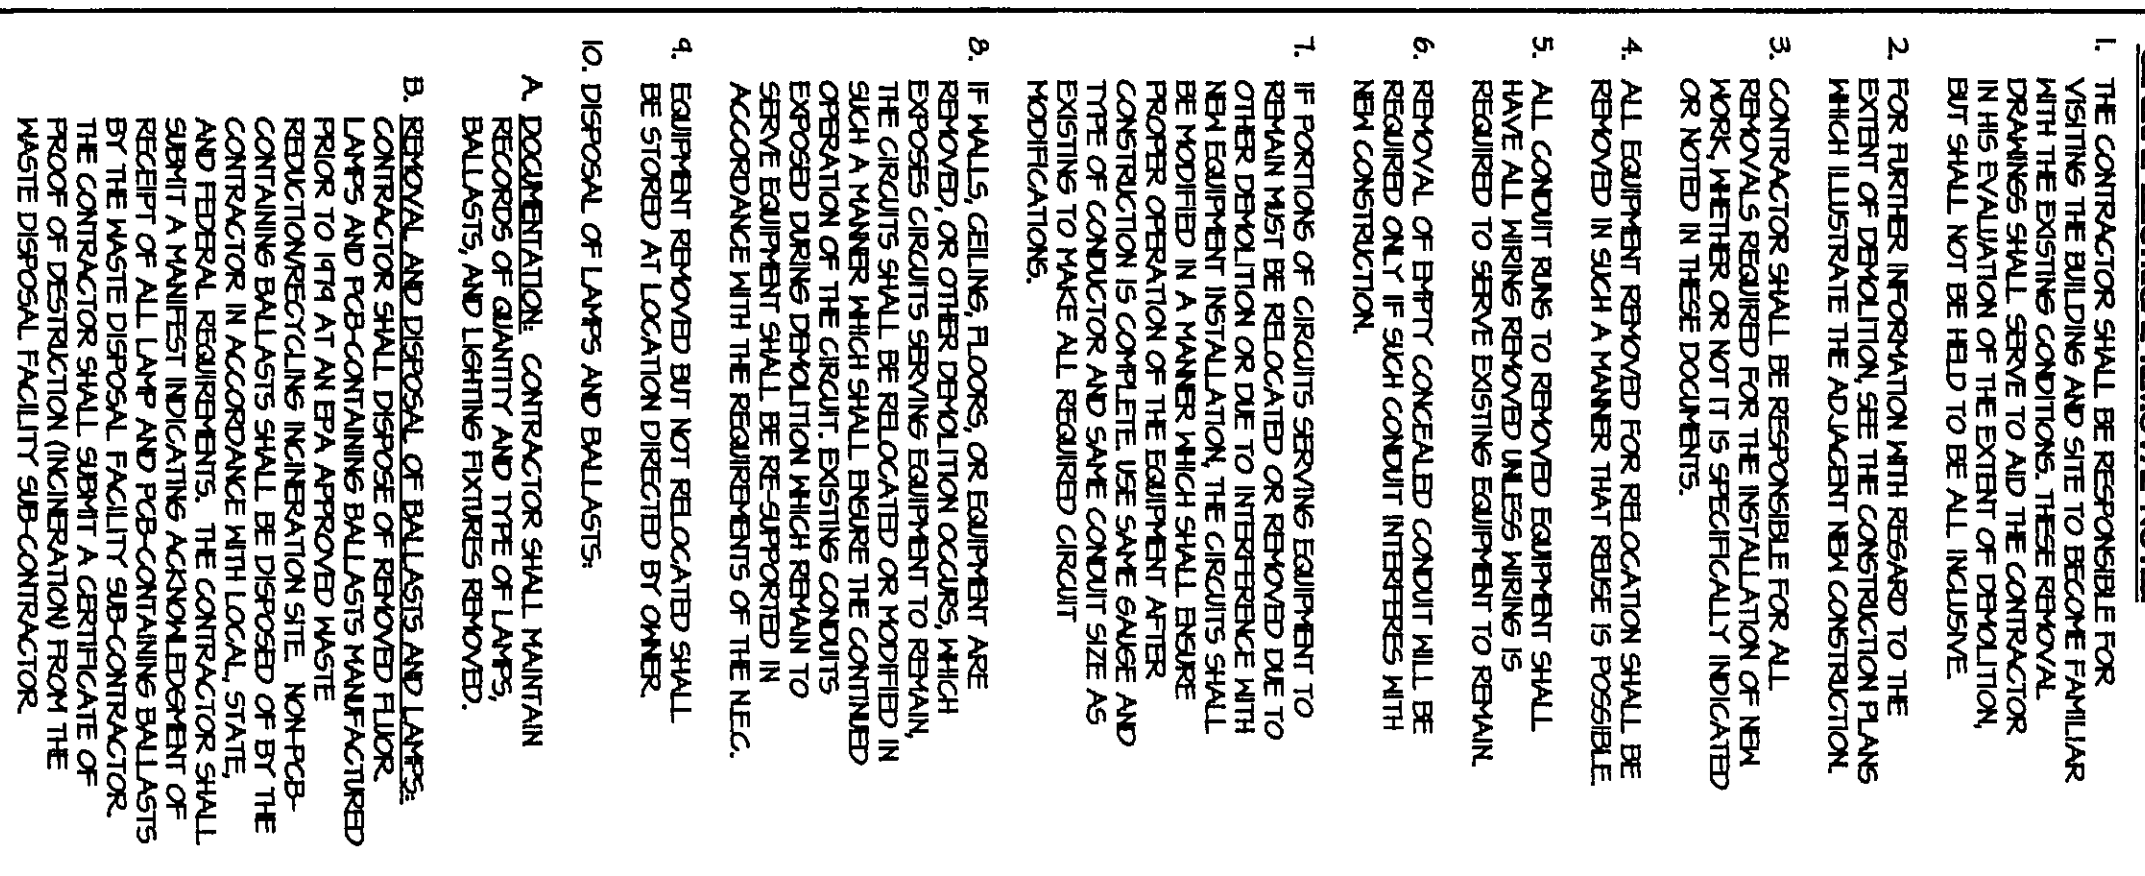 1. THE CONTRACTOR SHALL BE RESPONSIBLE FOR
VISITING THE BUILDING AND SITE TO BECOME FAMILIAR
WITH THE EXISTING CONDITIONS. THESE REMOVAL
DRAWINGS SHALL SERVE TO AID THE CONTRACTOR
IN HIS EVALUATION OF THE EXTENT OF DEMOLITION,
BUT SHALL NOT BE HELD TO BE ALL INCLUSIVE.
2. FOR FURTHER INFORMATION WITH REGARD TO THE
EXTENT OF DEMOLITION, SEE THE CONSTRUCTION PLANS
WHICH ILLUSTRATE THE ADJACENT NEW CONSTRUCTION.
3. CONTRACTOR SHALL BE RESPONSIBLE FOR ALL
REMOVALS REQUIRED FOR THE INSTALLATION OF NEW
WORK, WHETHER OR NOT IT IS SPECIFICALLY INDICATED
OR NOTED IN THESE DOCUMENTS.
4. ALL EQUIPMENT REMOVED FOR RELOCATION SHALL BE
REMOVED IN SUCH A MANNER THAT REUSE IS POSSIBLE.
5. ALL CONDUIT RUNS TO REMOVED EQUIPMENT SHALL
HAVE ALL WIRING REMOVED UNLESS WIRING IS
REQUIRED TO SERVE EXISTING EQUIPMENT TO REMAIN.
6. REMOVAL OF EMPTY CONCEALED CONDUIT WILL BE
REQUIRED ONLY IF SUCH CONDUIT INTERFERES WITH
NEW CONSTRUCTION.
7. IF PORTIONS OF CIRCUITS SERVING EQUIPMENT TO
REMAIN MUST BE RELOCATED OR REMOVED DUE TO
OTHER DEMOLITION OR DUE TO INTERFERENCE WITH
NEW EQUIPMENT INSTALLATION, THE CIRCUITS SHALL
BE MODIFIED IN A MANNER WHICH SHALL ENSURE
PROPER OPERATION OF THE EQUIPMENT AFTER
CONSTRUCTION IS COMPLETE. USE SAME GAUGE AND
TYPE OF CONDUCTOR AND SAME CONDUIT SIZE AS
EXISTING TO MAKE ALL REQUIRED CIRCUIT
MODIFICATIONS.
8. IF WALLS, CEILING, FLOORS, OR EQUIPMENT ARE
REMOVED, OR OTHER DEMOLITION OCCURS, WHICH
EXPOSES CIRCUITS SERVING EQUIPMENT TO REMAIN,
THE CIRCUITS SHALL BE RELOCATED OR MODIFIED IN
SUCH A MANNER WHICH SHALL ENSURE THE CONTINUED
OPERATION OF THE CIRCUIT. EXISTING CONDUITS
EXPOSED DURING DEMOLITION WHICH REMAIN TO
SERVE EQUIPMENT SHALL BE RE-SUPPORTED IN
ACCORDANCE WITH THE REQUIREMENTS OF THE N.E.C.
9. EQUIPMENT REMOVED BUT NOT RELOCATED SHALL
BE STORED AT LOCATION DIRECTED BY OWNER.
10. DISPOSAL OF LAMPS AND BALLASTS:
A. DOCUMENTATION: CONTRACTOR SHALL MAINTAIN
RECORDS OF QUANTITY AND TYPE OF LAMPS,
BALLASTS, AND LIGHTING FIXTURES REMOVED.
B. REMOVAL AND DISPOSAL OF BALLASTS AND LAMPS:
CONTRACTOR SHALL DISPOSE OF REMOVED FLUOR.
LAMPS AND PCB-CONTAINING BALLASTS MANUFACTURED
PRIOR TO 1979 AT AN EPA APPROVED WASTE
REDUCTION/RECYCLING INCINERATION SITE. NON-PCB-
CONTAINING BALLASTS SHALL BE DISPOSED OF BY THE
CONTRACTOR IN ACCORDANCE WITH LOCAL, STATE,
AND FEDERAL REQUIREMENTS. THE CONTRACTOR SHALL
SUBMIT A MANIFEST INDICATING ACKNOWLEDGMENT OF
RECEIPT OF ALL LAMP AND PCB-CONTAINING BALLASTS
BY THE WASTE DISPOSAL FACILITY SUB-CONTRACTOR.
THE CONTRACTOR SHALL SUBMIT A CERTIFICATE OF
PROOF OF DESTRUCTION (INCINERATION) FROM THE
WASTE DISPOSAL FACILITY SUB-CONTRACTOR.